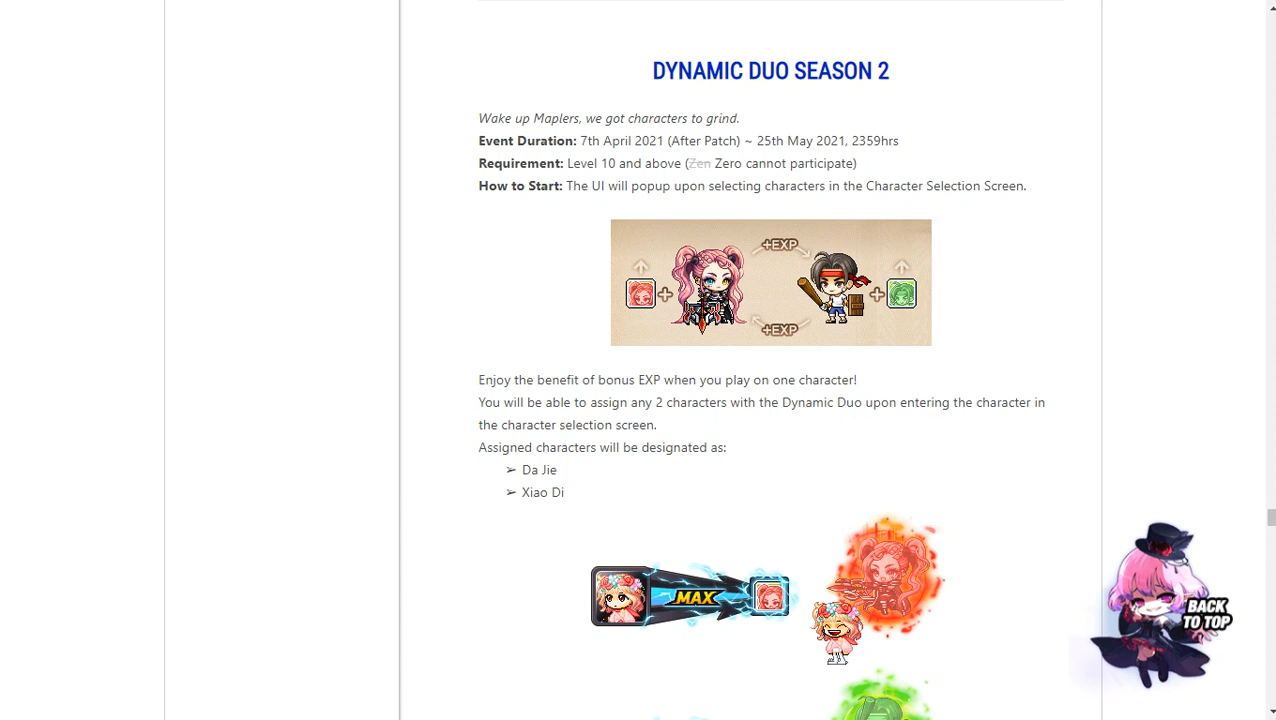 DYNAMIC DUO SEASON 2
Wake up Maplers, we got characters to grind.
Event Duration: 7th April 2021 (After Patch) ~ 25th May 2021, 2359hrs
Requirement: Level 10 and above (Zen Zero cannot participate)
How to Start: The UI will popup upon selecting characters in the Character Selection Screen.
+EXP
+ +
+EXP
Enjoy the benefit of bonus EXP when you play on one character!
You will be able to assign any 2 characters with the Dynamic Duo upon entering the character in
the character selection screen.
Assigned characters will be designated as:
➢ Da Jie
➢ Xiao Di
MAX
BACK
TO TOP